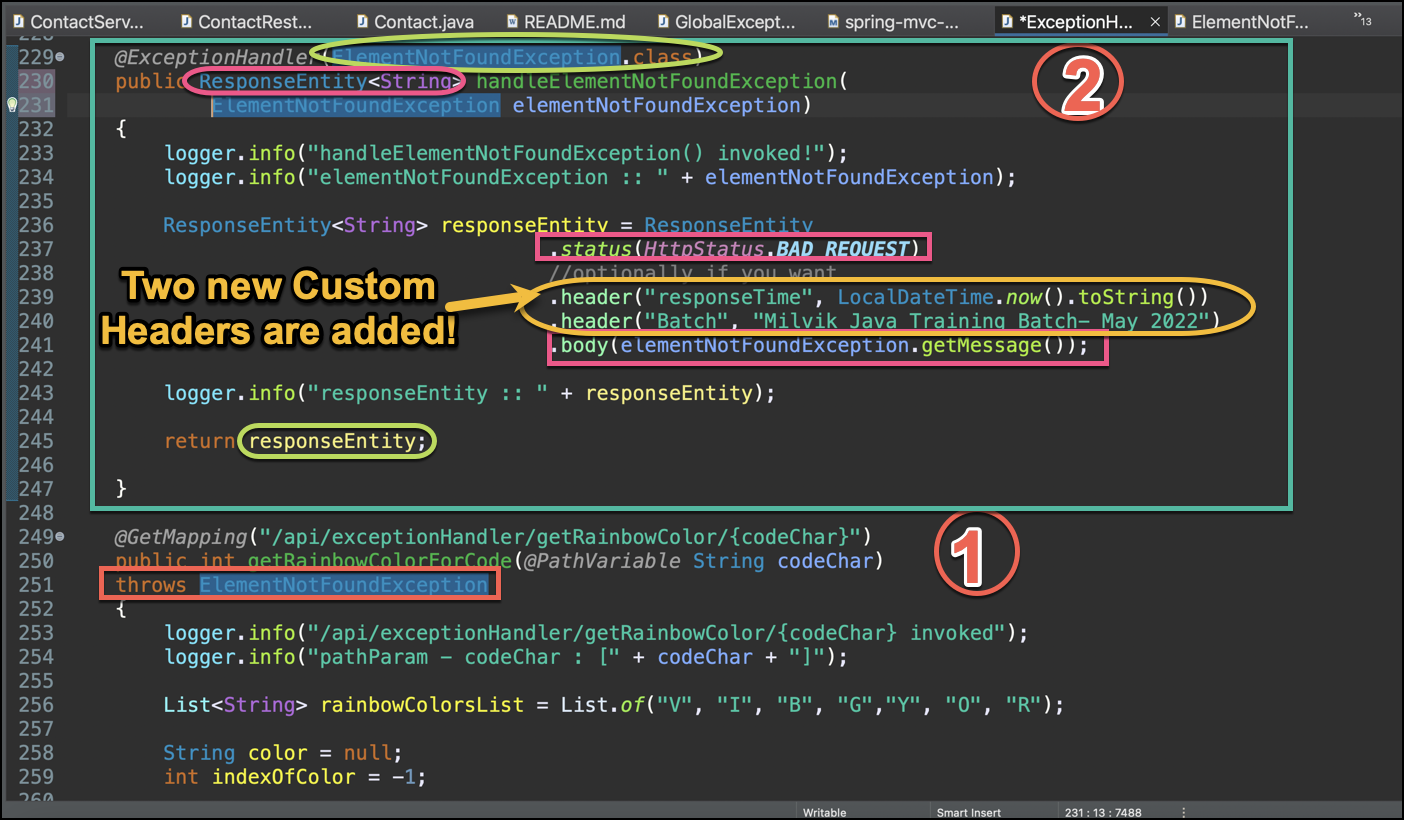 ContactServ... ContactRest... Contact.java README.md GlobalExcept... spring-mvc-... *ExceptionH... × ElementNotF... »13
228
229 @ExceptionHandler(ElementNotFoundException.class)
230 public ResponseEntity<String> handleElementNotFoundException(
231 ElementNotFoundException elementNotFoundException)
2
232 {
233 logger.info("handleElementNotFoundException() invoked!");
234 logger.info("elementNotFoundException :: " + elementNotFoundException);
235
236 ResponseEntity<String> responseEntity = ResponseEntity
237 .status(HttpStatus.BAD_REQUEST)
238 //optionally if you want
239 .header("responseTime", LocalDateTime.now().toString())
240 .header("Batch", "Milvik Java Training Batch- May 2022")
241 .body(elementNotFoundException.getMessage());
Two new Custom
Headers are added!
242
243 logger.info("responseEntity :: " + responseEntity);
244
245 return responseEntity;
246
247 }
248
249 @GetMapping("/api/exceptionHandler/getRainbowColor/{codeChar}")
250 public int getRainbowColorForCode(@PathVariable String codeChar)
1
251 throws ElementNotFoundException
252 {
253 logger.info("/api/exceptionHandler/getRainbowColor/{codeChar} invoked");
254 logger.info("pathParam - codeChar : [" + codeChar + "]");
255
256 List<String> rainbowColorsList = List.of("V", "I", "B", "G","Y", "O", "R");
257
258 String color = null;
259 int indexOfColor = -1;
260
Writable Smart Insert 231 : 13 : 7488